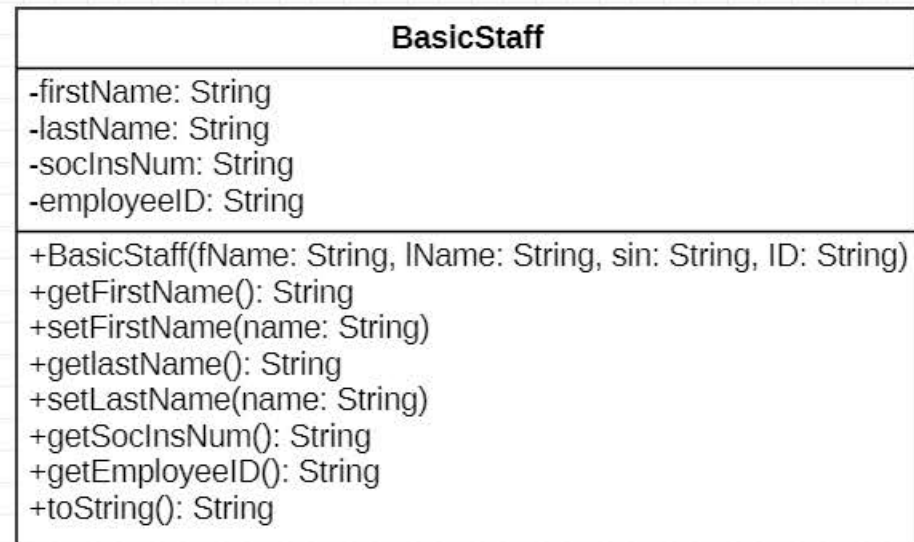 BasicStaff
-firstName: String
-lastName: String
-socInsNum: String
-employeeID: String
+BasicStaff(fName: String, lName: String, sin: String, ID: String)
+getFirstName(): String
+setFirstName(name: String)
+getlastName(): String
+setLastName(name: String)
+getSocInsNum(): String
+getEmployeeID(): String
+toString(): String